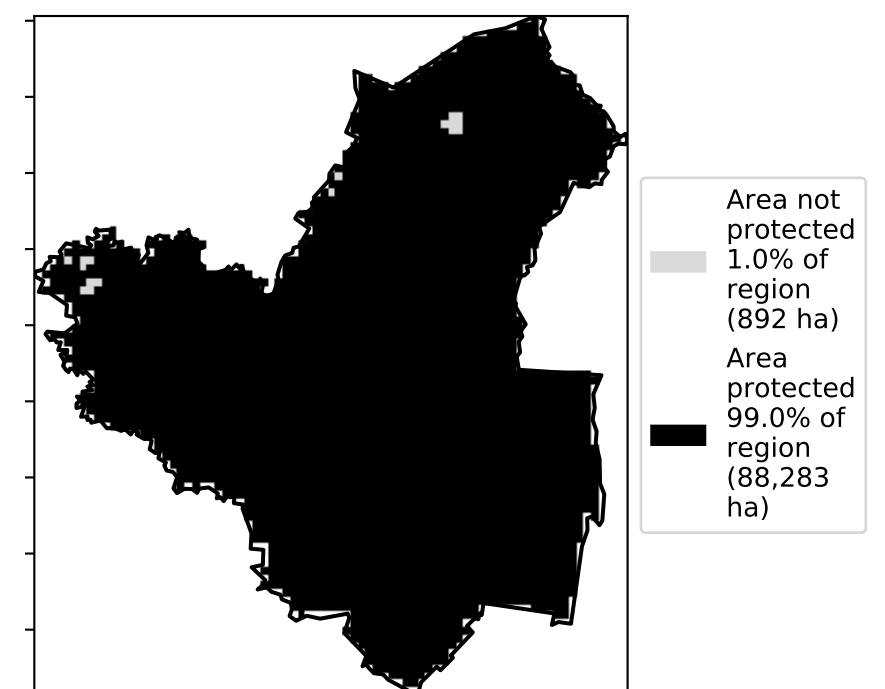 Area not
protected
1.0% of
region
(892 ha)
Area
protected
99.0% of
region
(88,283
ha)